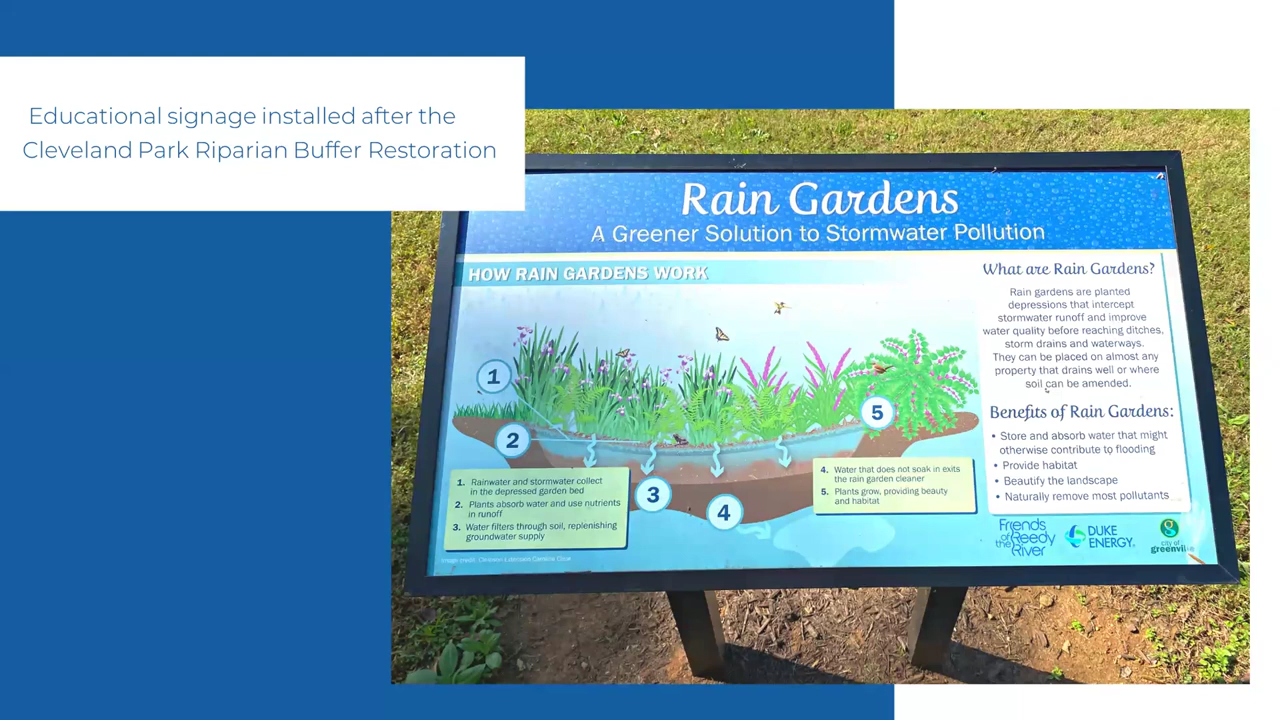 Educational signage installed after the
Cleveland Park Riparian Buffer Restoration
Rain Gardens
A Greener Solution to Stormwater Pollution
HOW RAIN GARDENS WORK
1
2
3
4
5
1. Rainwater and stormwater collect
in the depressed garden bed
2. Plants absorb water and use nutrients
in runoff
3. Water filters through soil, replenishing
groundwater supply
4. Water that does not soak in exits
the rain garden cleaner
5. Plants grow, providing beauty
and habitat
What are Rain Gardens?
Rain gardens are planted
depressions that intercept
stormwater runoff and improve
water quality before reaching ditches,
storm drains and waterways.
They can be placed on almost any
property that drains well or where
soil can be amended.
Benefits of Rain Gardens:
• Store and absorb water that might
otherwise contribute to flooding
• Provide habitat
• Beautify the landscape
• Naturally remove most pollutants
Friends
of the Reedy
River
DUKE
ENERGY.
g
city of
greenville
Image credit: Clemson